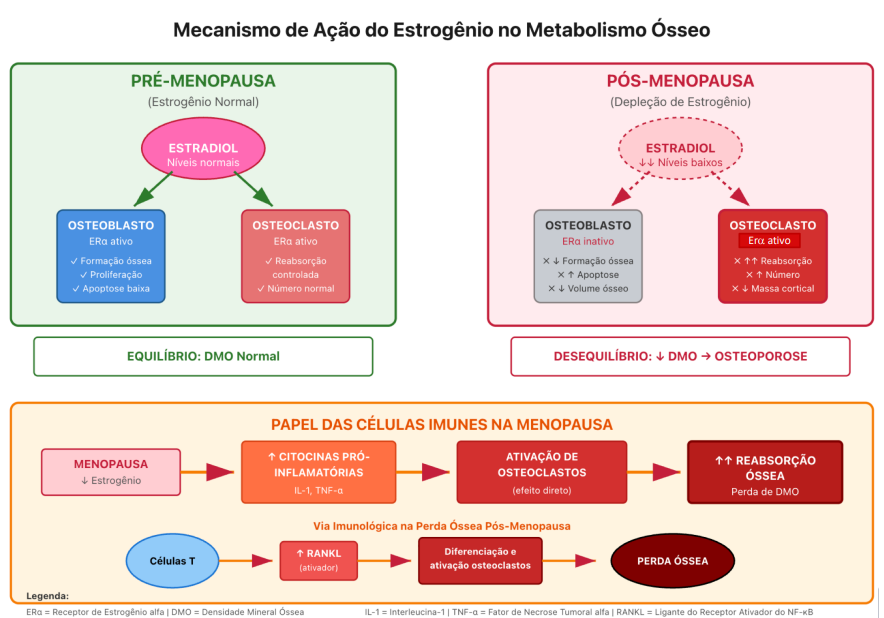 Mecanismo de Ação do Estrogênio no Metabolismo Ósseo
PRÉ-MENOPAUSA
(Estrogênio Normal)
ESTRADIOL
Níveis normais
OSTEOBLASTO
ERα ativo
✓ Formação óssea
✓ Proliferação
✓ Apoptose baixa
OSTEOCLASTO
ERα ativo
✓ Reabsorção
controlada
✓ Número normal
EQUILÍBRIO: DMO Normal
PÓS-MENOPAUSA
(Depleção de Estrogênio)
ESTRADIOL
↓↓ Níveis baixos
OSTEOBLASTO
ERα inativo
✕ ↓ Formação óssea
✕ ↑ Apoptose
✕ ↓ Volume ósseo
OSTEOCLASTO
Erα ativo
✕ ↑↑ Reabsorção
✕ ↑ Número
✕ ↓ Massa cortical
DESEQUILÍBRIO: ↓ DMO → OSTEOPOROSE
PAPEL DAS CÉLULAS IMUNES NA MENOPAUSA
MENOPAUSA
↓ Estrogênio
↑ CITOCINAS PRÓ-
INFLAMATÓRIAS
IL-1, TNF-α
ATIVAÇÃO DE
OSTEOCLASTOS
(efeito direto)
↑↑ REABSORÇÃO
ÓSSEA
Perda de DMO
Via Imunológica na Perda Óssea Pós-Menopausa
Células T
↑ RANKL
(ativador)
Diferenciação e
ativação osteoclastos
PERDA ÓSSEA
Legenda:
ERα = Receptor de Estrogênio alfa | DMO = Densidade Mineral Óssea
IL-1 = Interleucina-1 | TNF-α = Fator de Necrose Tumoral alfa | RANKL = Ligante do Receptor Ativador do NF-κB